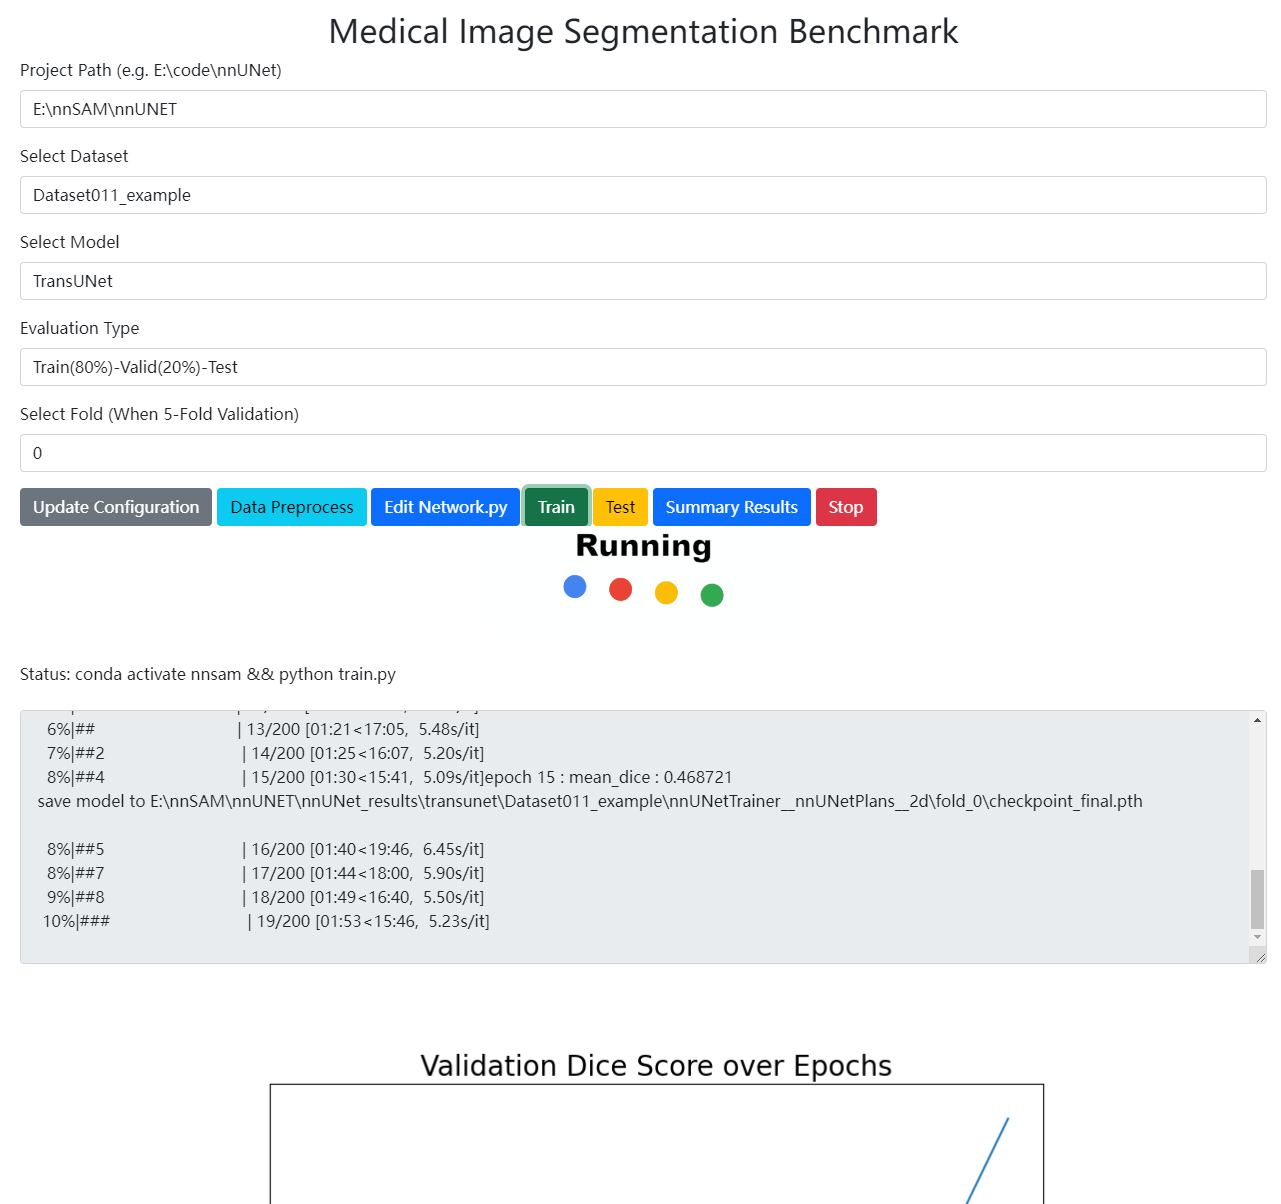 Medical Image Segmentation Benchmark
Project Path (e.g. E:\code\nnUNet)
E:\nnSAM\nnUNET
Select Dataset
Dataset011_example
Select Model
TransUNet
Evaluation Type
Train(80%)-Valid(20%)-Test
Select Fold (When 5-Fold Validation)
0
Update Configuration Data Preprocess Edit Network.py Train Test Summary Results Stop
Running
Status: conda activate nnsam && python train.py
6%|## | 13/200 [01:21<17:05, 5.48s/it]
7%|##2 | 14/200 [01:25<16:07, 5.20s/it]
8%|##4 | 15/200 [01:30<15:41, 5.09s/it]epoch 15 : mean_dice : 0.468721
save model to E:\nnSAM\nnUNET\nnUNet_results\transunet\Dataset011_example\nnUNetTrainer__nnUNetPlans__2d\fold_0\checkpoint_final.pth
8%|##5 | 16/200 [01:40<19:46, 6.45s/it]
8%|##7 | 17/200 [01:44<18:00, 5.90s/it]
9%|##8 | 18/200 [01:49<16:40, 5.50s/it]
10%|### | 19/200 [01:53<15:46, 5.23s/it]
Validation Dice Score over Epochs